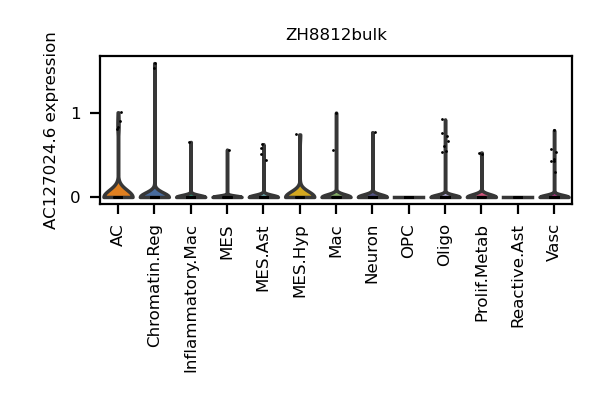 ZH8812bulk
AC127024.6 expression
1
0
AC
Chromatin.Reg
Inflammatory.Mac
MES
MES.Ast
MES.Hyp
Mac
Neuron
OPC
Oligo
Prolif.Metab
Reactive.Ast
Vasc